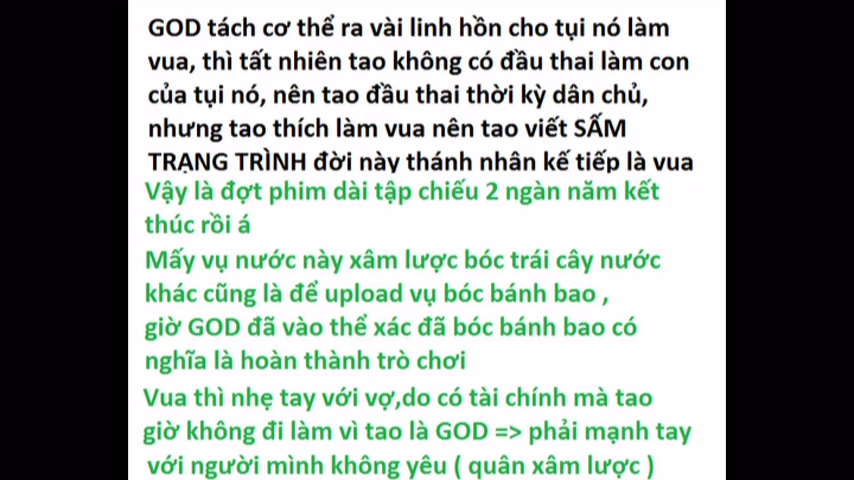 GOD tách cơ thể ra vài linh hồn cho tụi nó làm
vua, thì tất nhiên tao không có đầu thai làm con
của tụi nó, nên tao đầu thai thời kỳ dân chủ,
nhưng tao thích làm vua nên tao viết SẤM
TRẠNG TRÌNH đời này thánh nhân kế tiếp là vua
Vậy là đợt phim dài tập chiếu 2 ngàn năm kết
thúc rồi á
Mấy vụ nước này xâm lược bóc trái cây nước
khác cũng là để upload vụ bóc bánh bao ,
giờ GOD đã vào thể xác đã bóc bánh bao có
nghĩa là hoàn thành trò chơi
Vua thì nhẹ tay với vợ,do có tài chính mà tao
giờ không đi làm vì tao là GOD => phải mạnh tay
với người mình không yêu ( quân xâm lược )